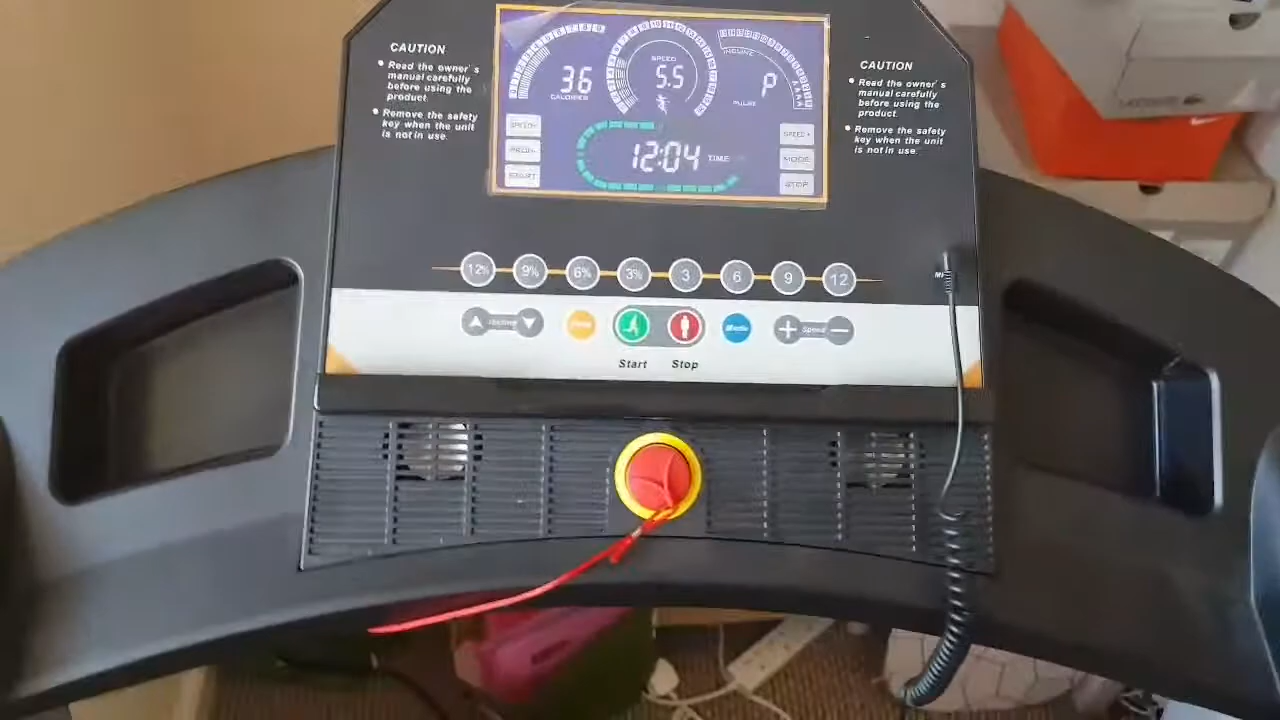 CAUTION
Read the owner's
manual carefully
before using the
product.
Remove the safety
key when the unit
is not in use.
36
CALORIES
SPEED
5.5
INCLINE
P
PULSE
12:04 TIME
SPEED+
MODE
STOP
CAUTION
Read the owner's
manual carefully
before using the
product.
Remove the safety
key when the unit
is not in use.
12% 9% 6% 3% 3 6 9 12
Speed
Start Stop